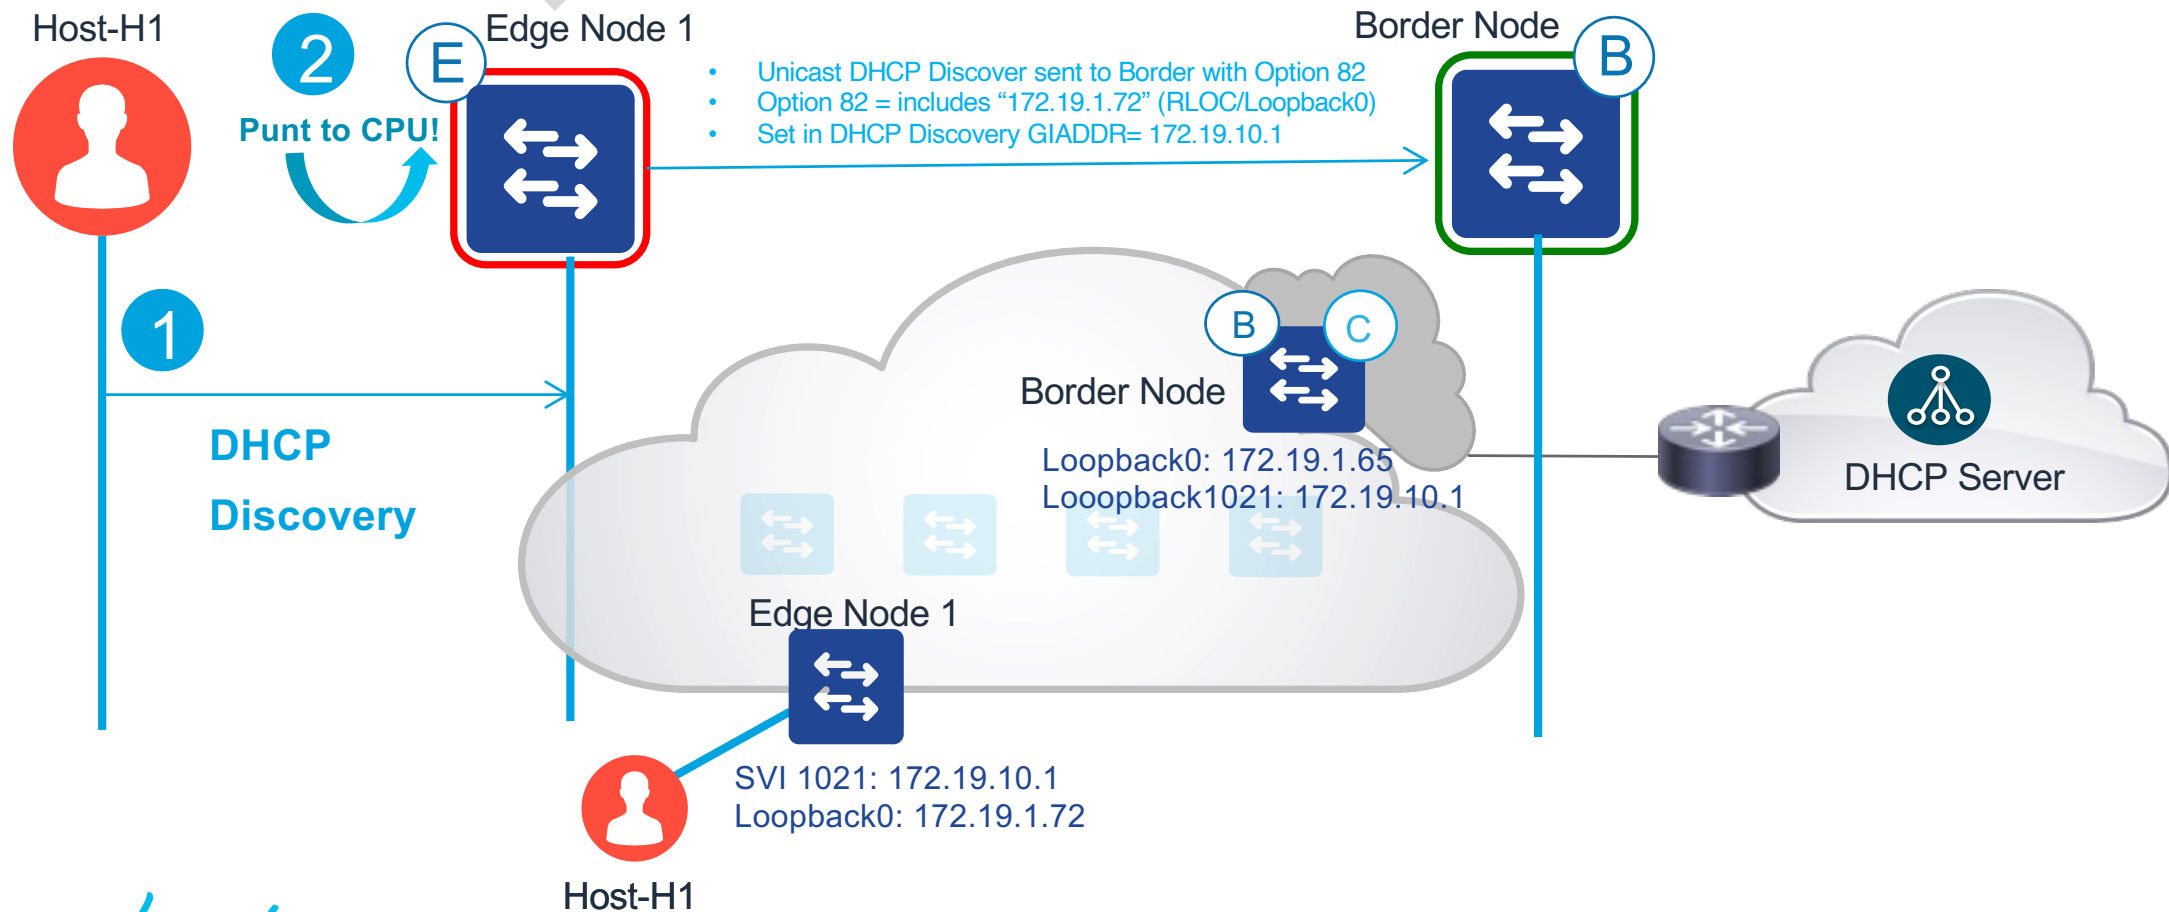 Host-H1
2
E
Edge Node 1
Border Node
B
Punt to CPU!
• Unicast DHCP Discover sent to Border with Option 82
• Option 82 = includes “172.19.1.72” (RLOC/Loopback0)
• Set in DHCP Discovery GIADDR= 172.19.10.1
1
DHCP
Discovery
B
C
Border Node
Loopback0: 172.19.1.65
Looopback1021: 172.19.10.1
DHCP Server
Edge Node 1
SVI 1021: 172.19.10.1
Loopback0: 172.19.1.72
Host-H1